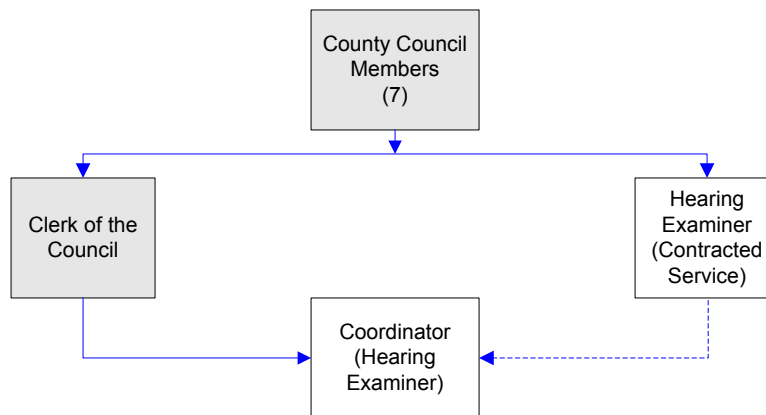 County Council
Members
(7)
Clerk of the
Council
Hearing
Examiner
(Contracted
Service)
Coordinator
(Hearing
Examiner)